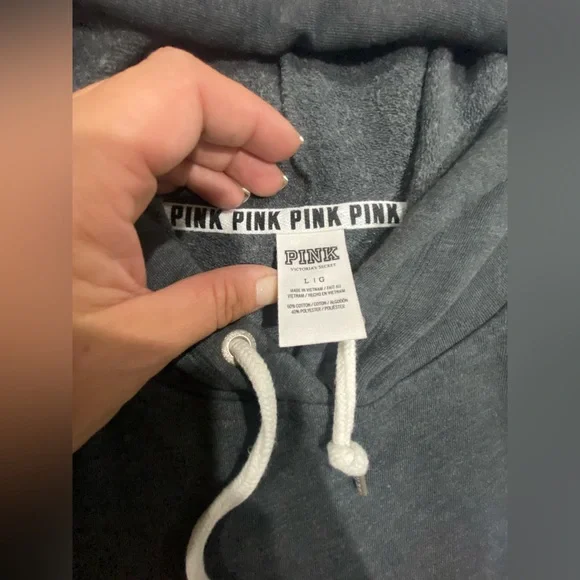 PINK PINK PINK PINK
PINK
VICTORIA'S SECRET
L | G
MADE IN VIETNAM / FAIT AU
VIETNAM / HECHO EN VIETNAM
60% COTTON / COTON / ALGODÓN
40% POLYESTER / POLIÉSTER